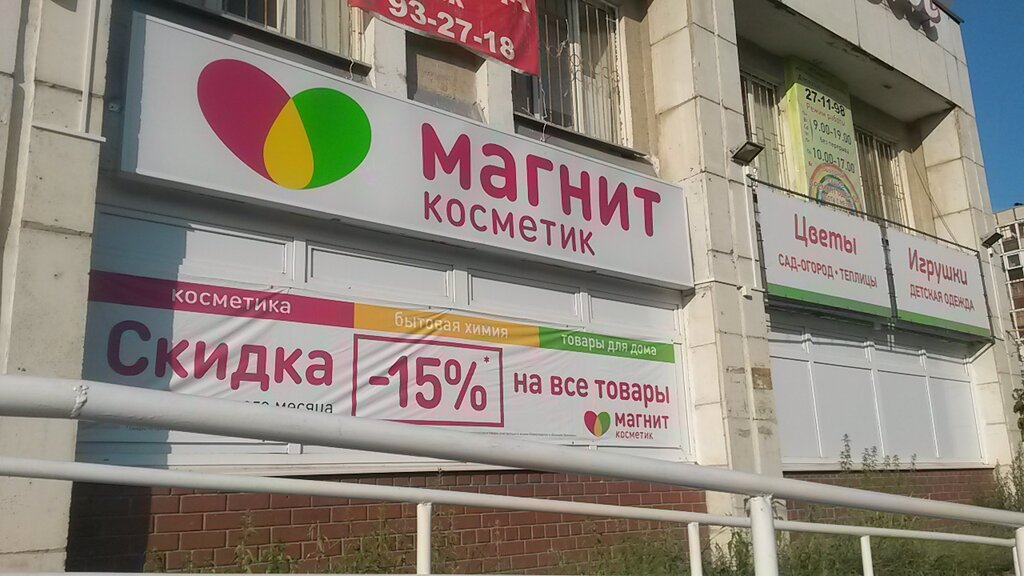 93-27-18
МАГНИТ
КОСМЕТИК
косметика
бытовая химия
товары для дома
Скидка
-15%*
на все товары
месяца
МАГНИТ
КОСМЕТИК
27-11-98
9.00-19.00
10.00-17.00
Цветы
САД-ОГОРОД • ТЕПЛИЦЫ
Игрушки
ДЕТСКАЯ ОДЕЖДА